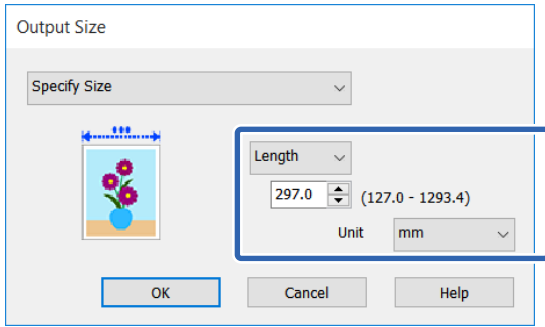 Output Size
Specify Size
Length
297.0 (127.0 - 1293.4)
Unit mm
OK Cancel Help